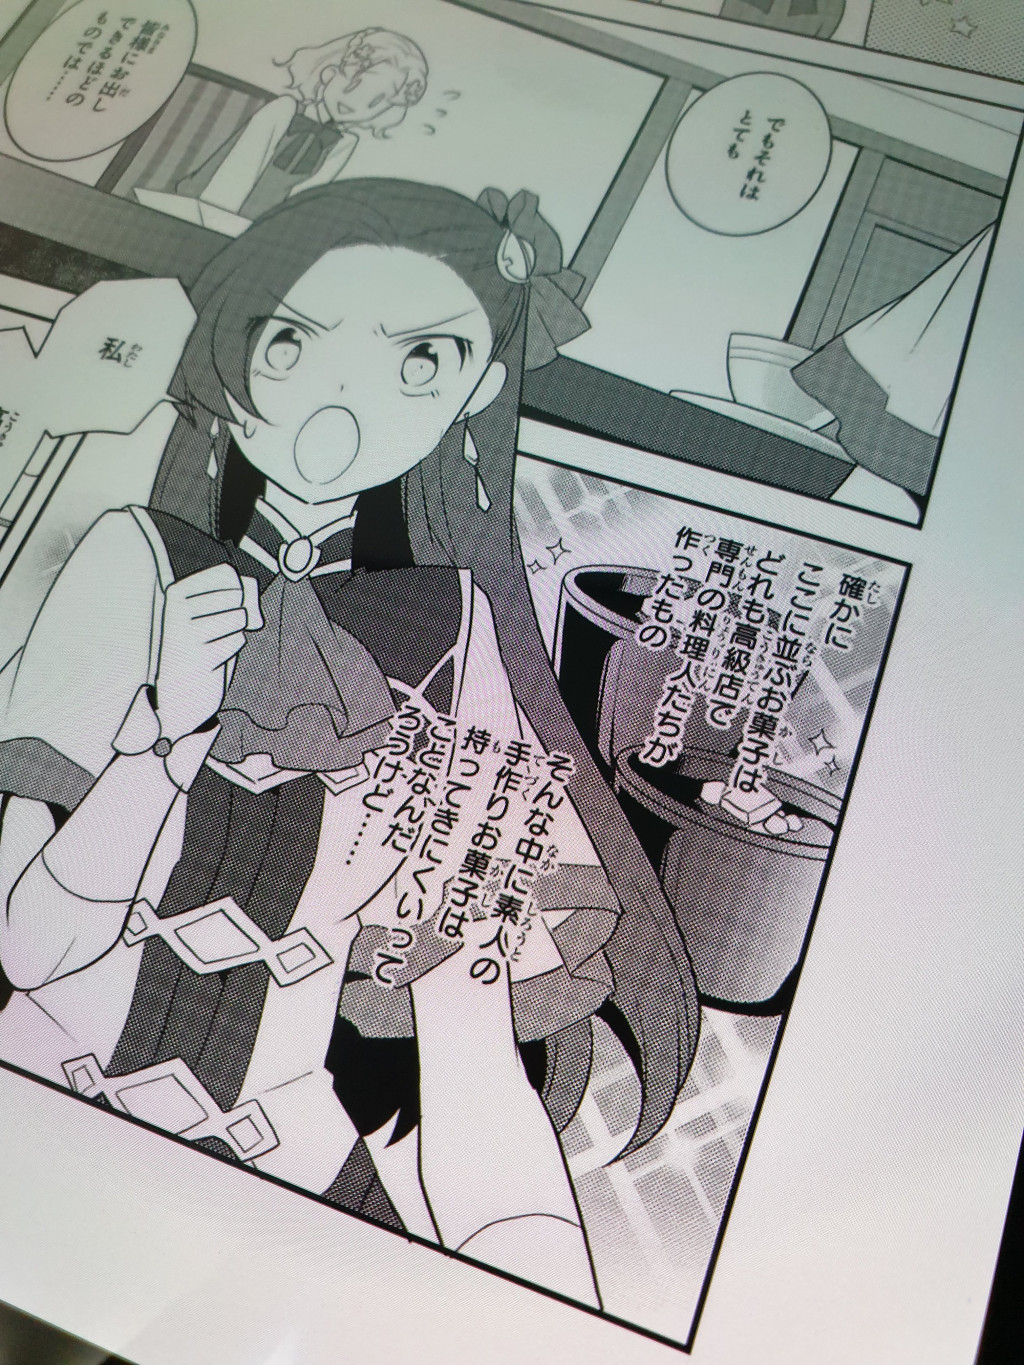 でもそれは
とても
皆様にお出し
できるほどの
ものでは……
確かに
ここに並ぶお菓子は
どれも高級店で
専門の料理人たちが
作ったもの
そんな中に素人の
手作りお菓子は
持ってきにくいって
ことなんだ
ろうけど……
私